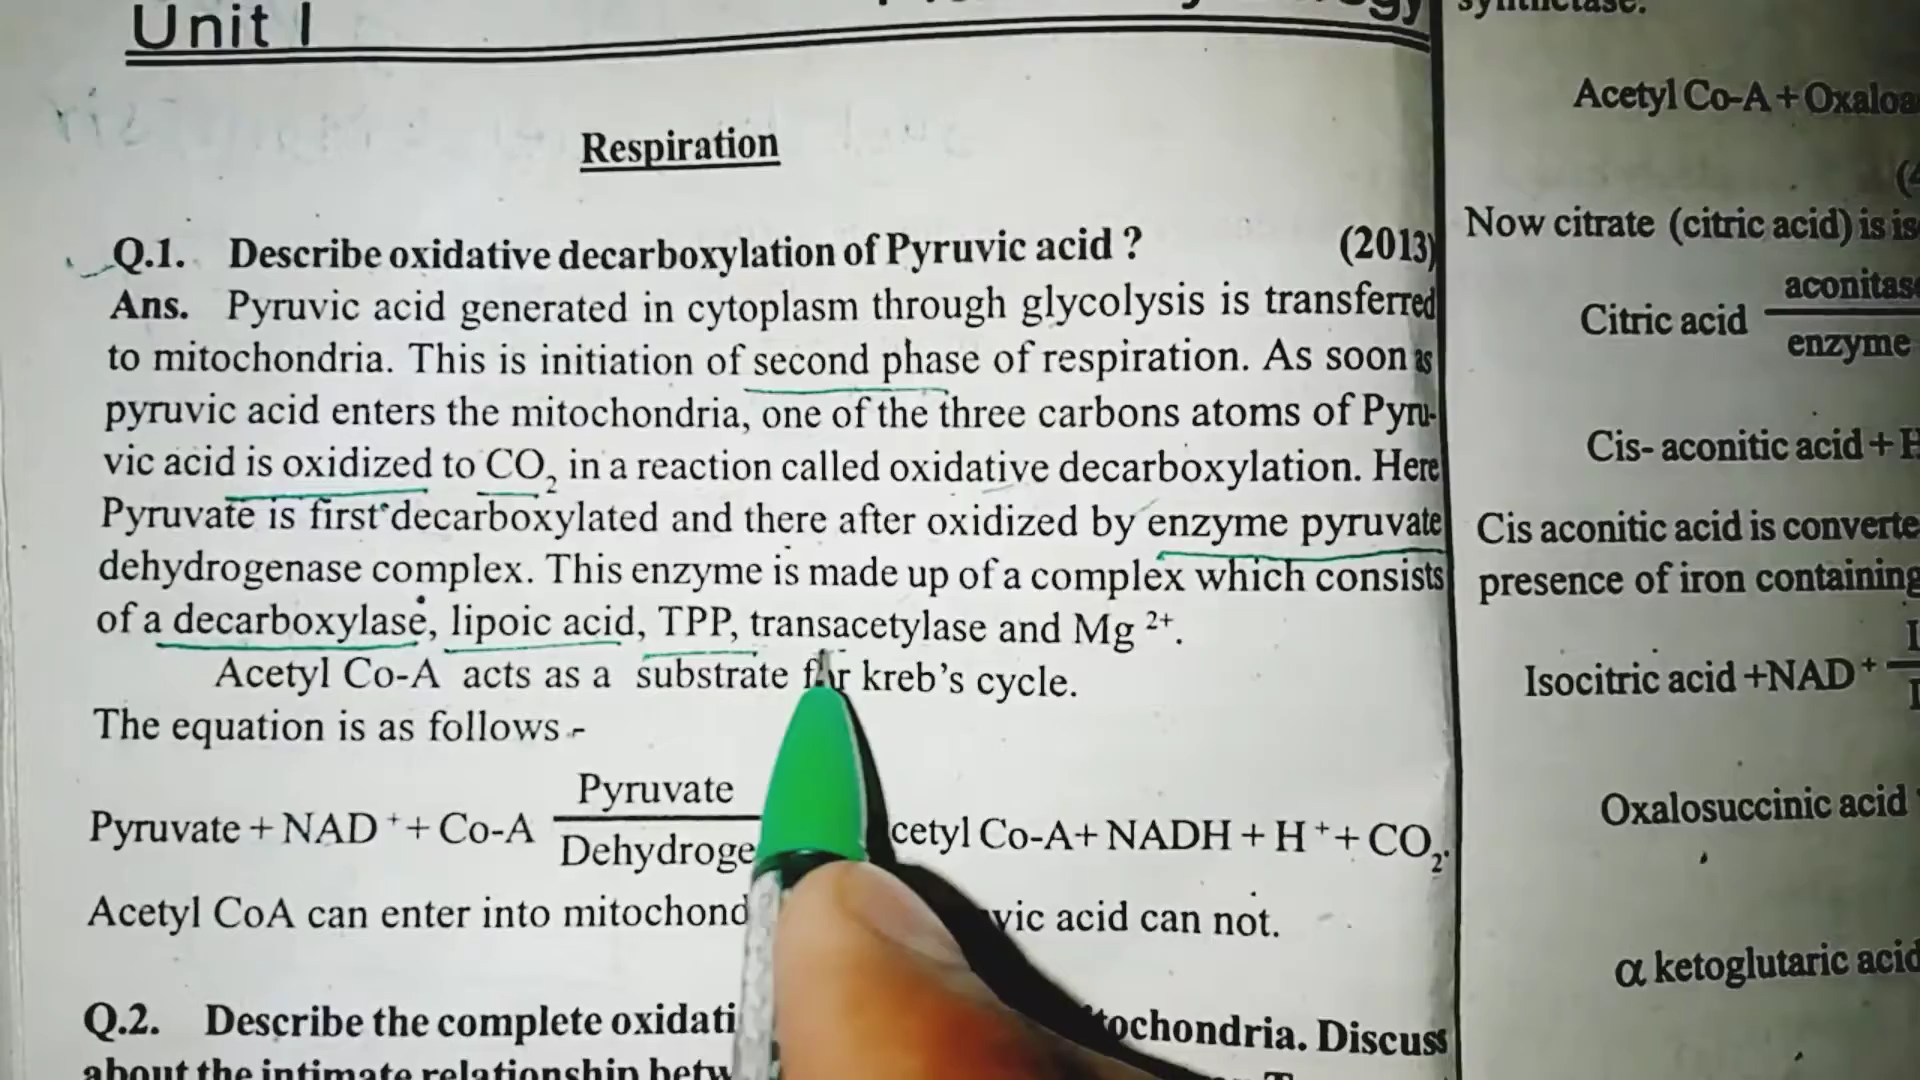 Unit I
Respiration
Q.1. Describe oxidative decarboxylation of Pyruvic acid ? (2013)
Ans. Pyruvic acid generated in cytoplasm through glycolysis is transferred
to mitochondria. This is initiation of second phase of respiration. As soon as
pyruvic acid enters the mitochondria, one of the three carbons atoms of Pyru-
vic acid is oxidized to CO₂ in a reaction called oxidative decarboxylation. Here
Pyruvate is first decarboxylated and there after oxidized by enzyme pyruvate
dehydrogenase complex. This enzyme is made up of a complex which consists
of a decarboxylase, lipoic acid, TPP, transacetylase and Mg ²⁺.
Acetyl Co-A acts as a substrate for kreb's cycle.
The equation is as follows -
Pyruvate
Pyruvate + NAD ⁺ + Co-A cetyl Co-A+ NADH + H ⁺ + CO₂.
Dehydroge
Acetyl CoA can enter into mitochond vic acid can not.
Q.2. Describe the complete oxidati tochondria. Discuss
about the intimate relationship betw
synthetase.
Acetyl Co-A + Oxaloa
(4
Now citrate (citric acid) is is
aconitas
Citric acid
enzyme
Cis- aconitic acid + H
Cis aconitic acid is converte
presence of iron containing
Isocitric acid +NAD ⁺
Oxalosuccinic acid
α ketoglutaric acid